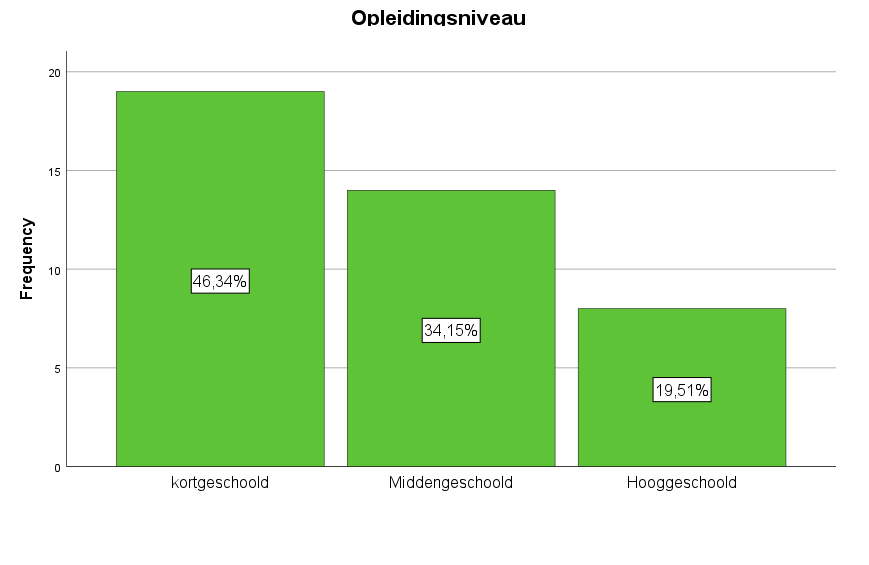 Opleidingsniveau
Frequency
20
15
10
5
0
46,34%
34,15%
19,51%
kortgeschoold
Middengeschoold
Hooggeschoold